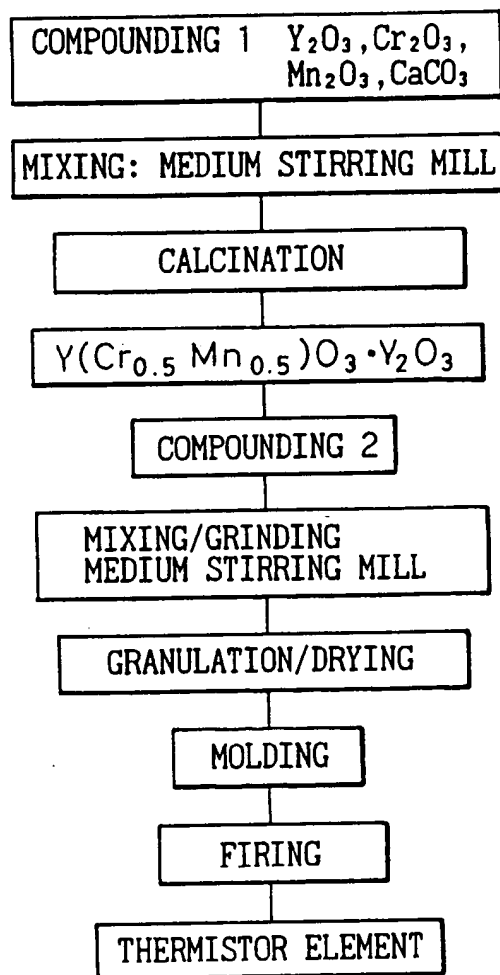 COMPOUNDING 1 Y₂O₃,Cr₂O₃,
Mn₂O₃,CaCO₃
MIXING: MEDIUM STIRRING MILL
CALCINATION
Y(Cr₀.₅ Mn₀.₅)O₃·Y₂O₃
COMPOUNDING 2
MIXING/GRINDING
MEDIUM STIRRING MILL
GRANULATION/DRYING
MOLDING
FIRING
THERMISTOR ELEMENT